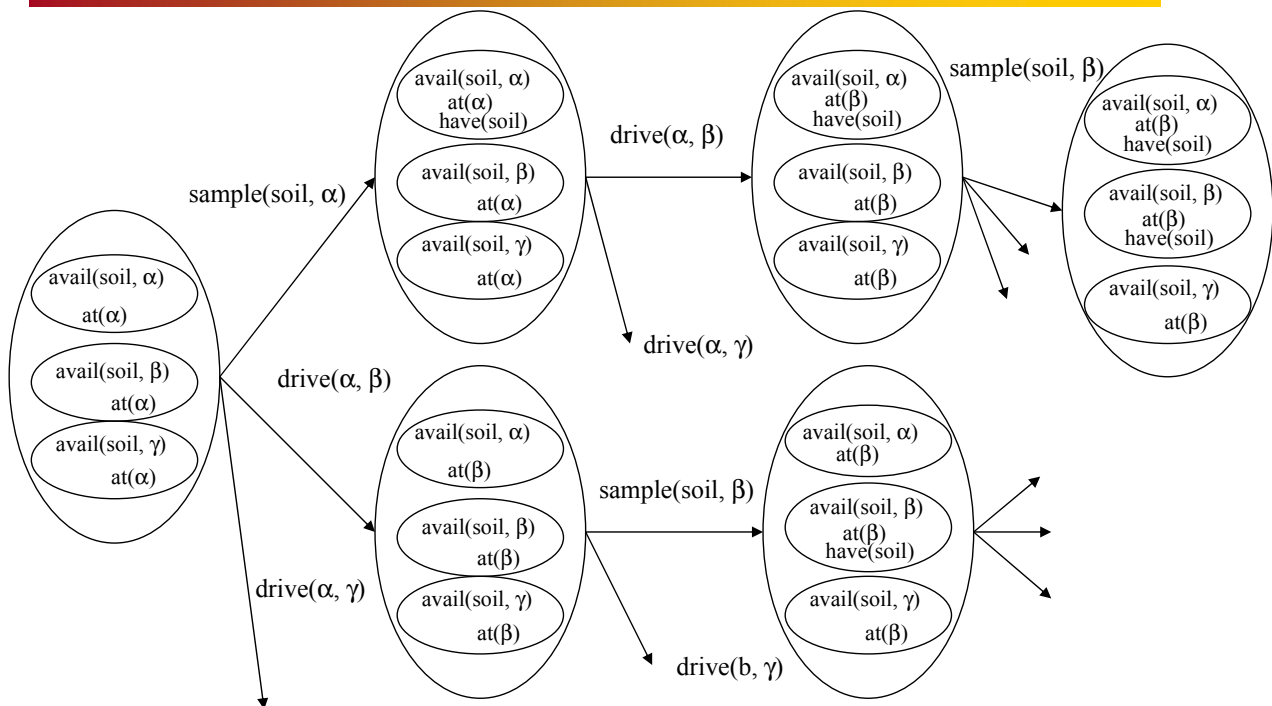 avail(soil, α)
at(α)
have(soil)
avail(soil, β)
at(α)
avail(soil, γ)
at(α)
sample(soil, α)
drive(α, β)
drive(α, γ)
avail(soil, α)
at(β)
have(soil)
avail(soil, β)
at(β)
avail(soil, γ)
at(β)
sample(soil, β)
avail(soil, α)
at(β)
have(soil)
avail(soil, β)
at(β)
have(soil)
avail(soil, γ)
at(β)
avail(soil, α)
at(α)
avail(soil, β)
at(α)
avail(soil, γ)
at(α)
drive(α, β)
drive(α, γ)
avail(soil, α)
at(β)
avail(soil, β)
at(β)
avail(soil, γ)
at(β)
sample(soil, β)
drive(b, γ)
avail(soil, α)
at(β)
avail(soil, β)
at(β)
have(soil)
avail(soil, γ)
at(β)